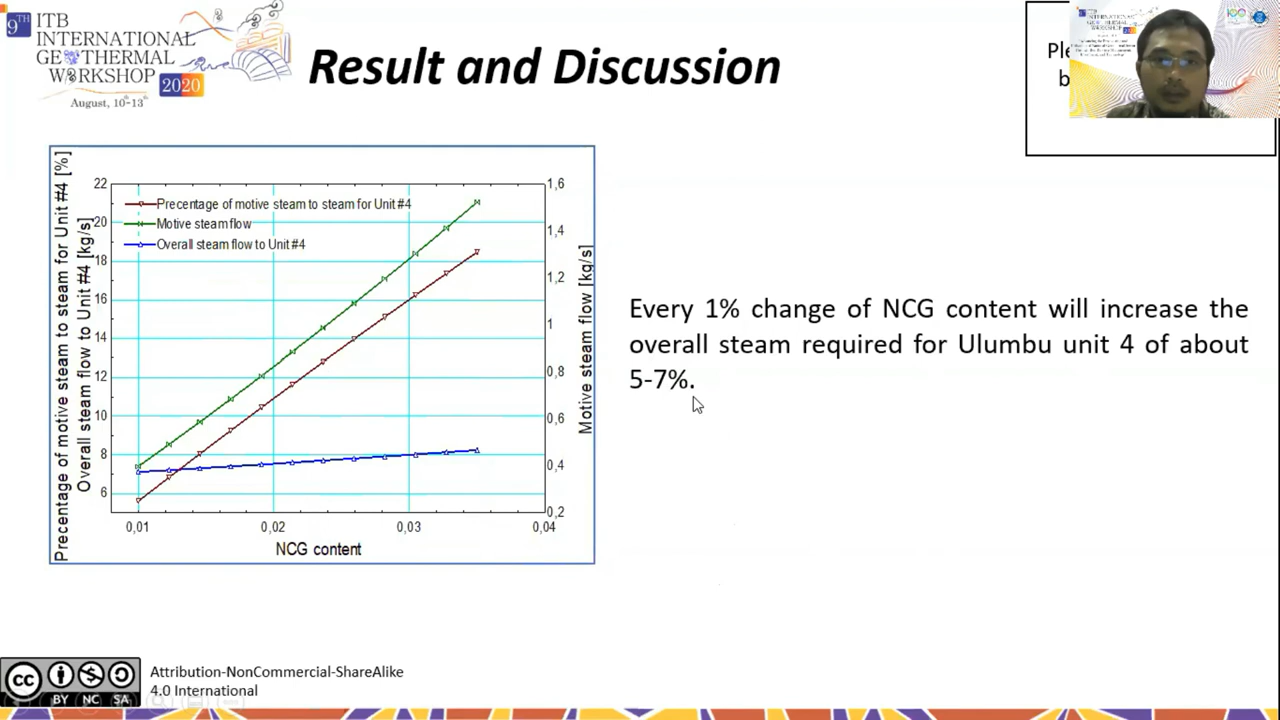 9TH
ITB
INTERNATIONAL
GEOTHERMAL
WORKSHOP
2020
August, 10th-13th
Result and Discussion
Precentage of motive steam to steam for Unit #4 [%]
Overall steam flow to Unit #4 [kg/s]
22
20
18
16
14
12
10
8
6
Precentage of motive steam to steam for Unit #4
Motive steam flow
Overall steam flow to Unit #4
1,6
1,4
1,2
1
0,8
0,6
0,4
0,2
Motive steam flow [kg/s]
0,01
0,02
0,03
0,04
NCG content
Every 1% change of NCG content will increase the
overall steam required for Ulumbu unit 4 of about
5-7%.
cc
BY NC SA
Attribution-NonCommercial-ShareAlike
4.0 International